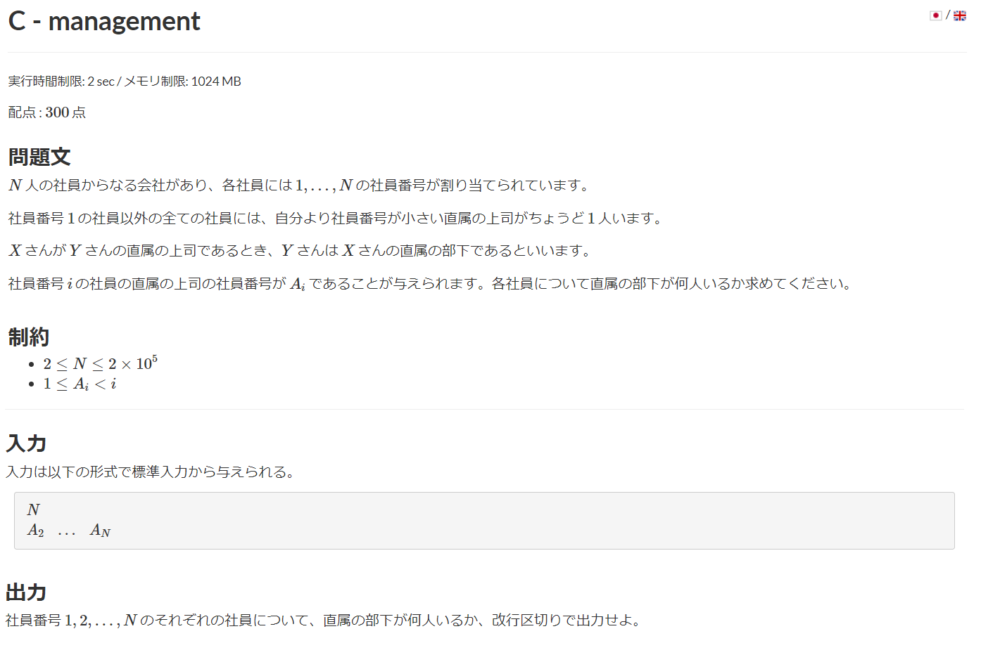 C - management
/
実行時間制限: 2 sec / メモリ制限: 1024 MB
配点 : 300 点
問題文
N 人の社員からなる会社があり、各社員には 1, … , N の社員番号が割り当てられています。
社員番号 1 の社員以外の全ての社員には、自分より社員番号が小さい直属の上司がちょうど 1 人います。
X さんが Y さんの直属の上司であるとき、Y さんは X さんの直属の部下であるといいます。
社員番号 i の社員の直属の上司の社員番号が Aᵢ であることが与えられます。各社員について直属の部下が何人いるか求めてください。
制約
• 2 ≤ N ≤ 2 × 10⁵
• 1 ≤ Aᵢ < i
入力
入力は以下の形式で標準入力から与えられる。
N
A₂ … A_N
出力
社員番号 1, 2, … , N のそれぞれの社員について、直属の部下が何人いるか、改行区切りで出力せよ。